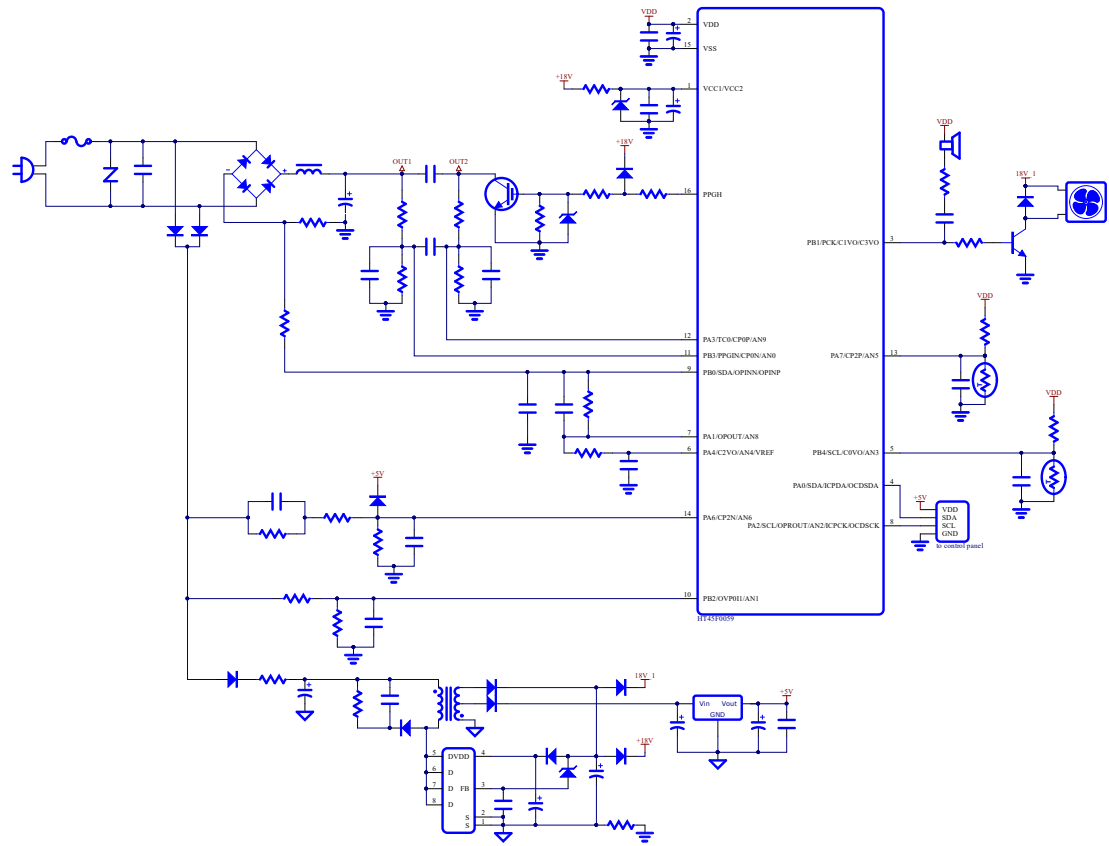 VDD
2 VDD
15 VSS
+18V
1 VCC1/VCC2
+18V
16 PPGH
OUT1
OUT2
- +
VDD
18V_1
PB1/PCK/C1VO/C3VO 3
VDD
12 PA3/TC0/CP0P/AN9
11 PB3/PPGIN/CP0N/AN0
PA7/CP2P/AN5 13
9 PB0/SDA/OPINN/OPINP
T
VDD
7 PA1/OPOUT/AN8
6 PA4/C2VO/AN4/VREF
PB4/SCL/C0VO/AN3 5
T
+5V
PA0/SDA/ICPDA/OCDSDA 4
+5V
VDD
SDA
SCL
GND
14 PA6/CP2N/AN6
PA2/SCL/OPROUT/AN2/ICPCK/OCDSCK 8
to control panel
10 PB2/OVP0I1/AN1
HT45F0059
18V_1
+5V
Vin Vout
GND
+18V
5 DVDD 4
6 D
7 D FB 3
8 D
S 2
S 1